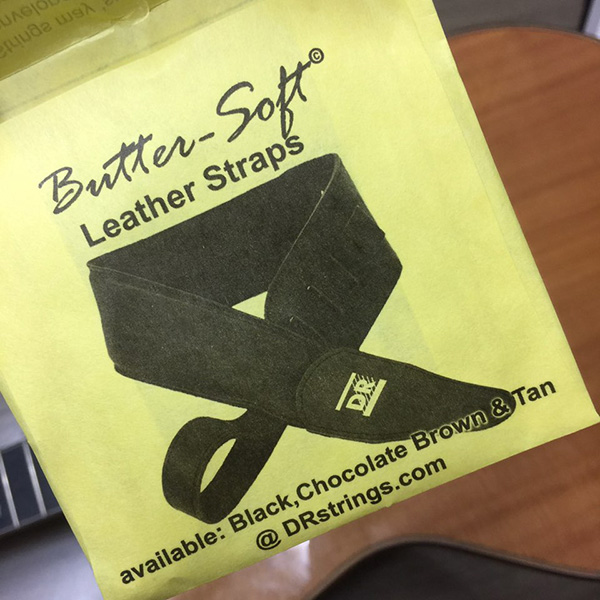 Butter-Soft©
Leather Straps
DR
available: Black,Chocolate Brown & Tan
@ DRstrings.com